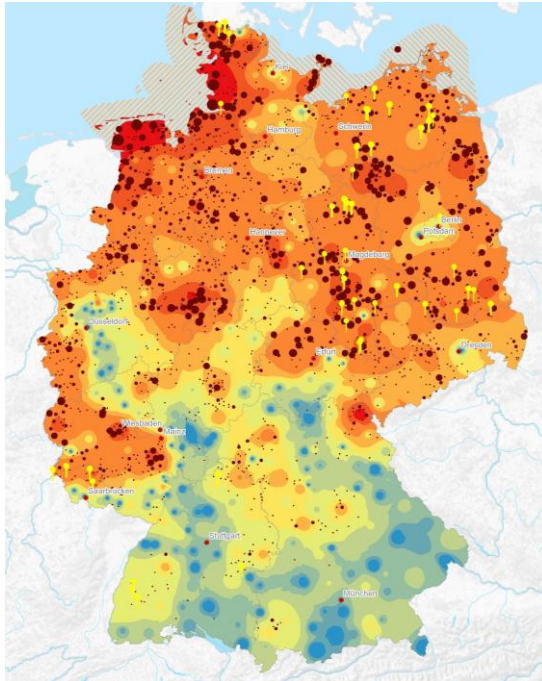 Kiel
Hamburg
Schwerin
Bremen
Berlin
Potsdam
Hannover
Magdeburg
Düsseldorf
Dresden
Erfurt
Wiesbaden
Mainz
Saarbrücken
Stuttgart
München